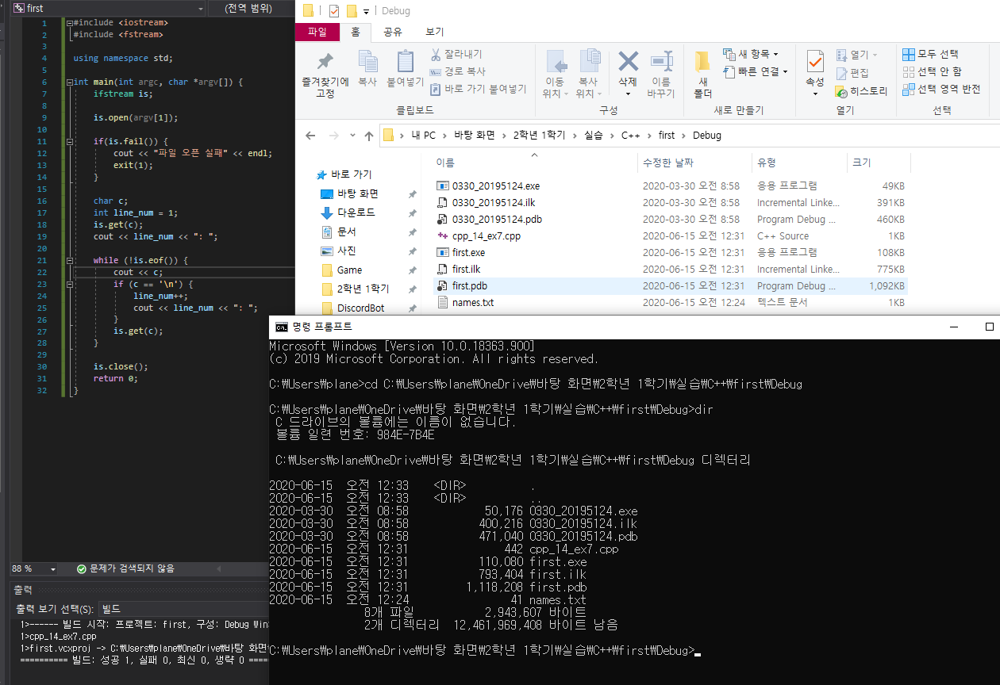 first
(전역 범위)
1 #include <iostream>
2 #include <fstream>
3
4 using namespace std;
5
6 int main(int argc, char *argv[]) {
7 ifstream is;
8
9 is.open(argv[1]);
10
11 if(is.fail()) {
12 cout << "파일 오픈 실패" << endl;
13 exit(1);
14 }
15
16 char c;
17 int line_num = 1;
18 is.get(c);
19 cout << line_num << ": ";
20
21 while (!is.eof()) {
22 cout << c;
23 if (c == '\n') {
24 line_num++;
25 cout << line_num << ": ";
26 }
27 is.get(c);
28 }
29
30 is.close();
31 return 0;
32 }
88 %
문제가 검색되지 않음
출력
출력 보기 선택(S): 빌드
1>------ 빌드 시작: 프로젝트: first, 구성: Debug Win
1>cpp_14_ex7.cpp
1>first.vcxproj -> C:\Users\plane\OneDrive\바탕 화면
========== 빌드: 성공 1, 실패 0, 최신 0, 생략 0 =====
Debug
파일 홈 공유 보기
즐겨찾기에 고정
복사
붙여넣기
잘라내기
경로 복사
바로 가기 붙여넣기
클립보드
이동 위치
복사 위치
삭제
이름 바꾸기
구성
새 폴더
새 항목
빠른 연결
새로 만들기
속성
열기
편집
히스토리
열기
모두 선택
선택 안 함
선택 영역 반전
선택
내 PC > 바탕 화면 > 2학년 1학기 > 실습 > C++ > first > Debug
바로 가기
바탕 화면
다운로드
문서
사진
Game
2학년 1학기
DiscordBot
이름 수정한 날짜 유형 크기
0330_20195124.exe 2020-03-30 오전 8:58 응용 프로그램 49KB
0330_20195124.ilk 2020-03-30 오전 8:58 Incremental Linke... 391KB
0330_20195124.pdb 2020-03-30 오전 8:58 Program Debug ... 460KB
cpp_14_ex7.cpp 2020-06-15 오전 12:31 C++ Source 1KB
first.exe 2020-06-15 오전 12:31 응용 프로그램 108KB
first.ilk 2020-06-15 오전 12:31 Incremental Linke... 775KB
first.pdb 2020-06-15 오전 12:31 Program Debug ... 1,092KB
names.txt 2020-06-15 오전 12:24 텍스트 문서 1KB
명령 프롬프트
Microsoft Windows [Version 10.0.18363.900]
(c) 2019 Microsoft Corporation. All rights reserved.
C:₩Users₩plane>cd C:₩Users₩plane₩OneDrive₩바탕 화면₩2학년 1학기₩실습₩C++₩first₩Debug
C:₩Users₩plane₩OneDrive₩바탕 화면₩2학년 1학기₩실습₩C++₩first₩Debug>dir
C 드라이브의 볼륨에는 이름이 없습니다.
볼륨 일련 번호: 984E-7B4E
C:₩Users₩plane₩OneDrive₩바탕 화면₩2학년 1학기₩실습₩C++₩first₩Debug 디렉터리
2020-06-15 오전 12:33 <DIR> .
2020-06-15 오전 12:33 <DIR> ..
2020-03-30 오전 08:58 50,176 0330_20195124.exe
2020-03-30 오전 08:58 400,216 0330_20195124.ilk
2020-03-30 오전 08:58 471,040 0330_20195124.pdb
2020-06-15 오전 12:31 442 cpp_14_ex7.cpp
2020-06-15 오전 12:31 110,080 first.exe
2020-06-15 오전 12:31 793,404 first.ilk
2020-06-15 오전 12:31 1,118,208 first.pdb
2020-06-15 오전 12:24 41 names.txt
8개 파일 2,943,607 바이트
2개 디렉터리 12,461,969,408 바이트 남음
C:₩Users₩plane₩OneDrive₩바탕 화면₩2학년 1학기₩실습₩C++₩first₩Debug>